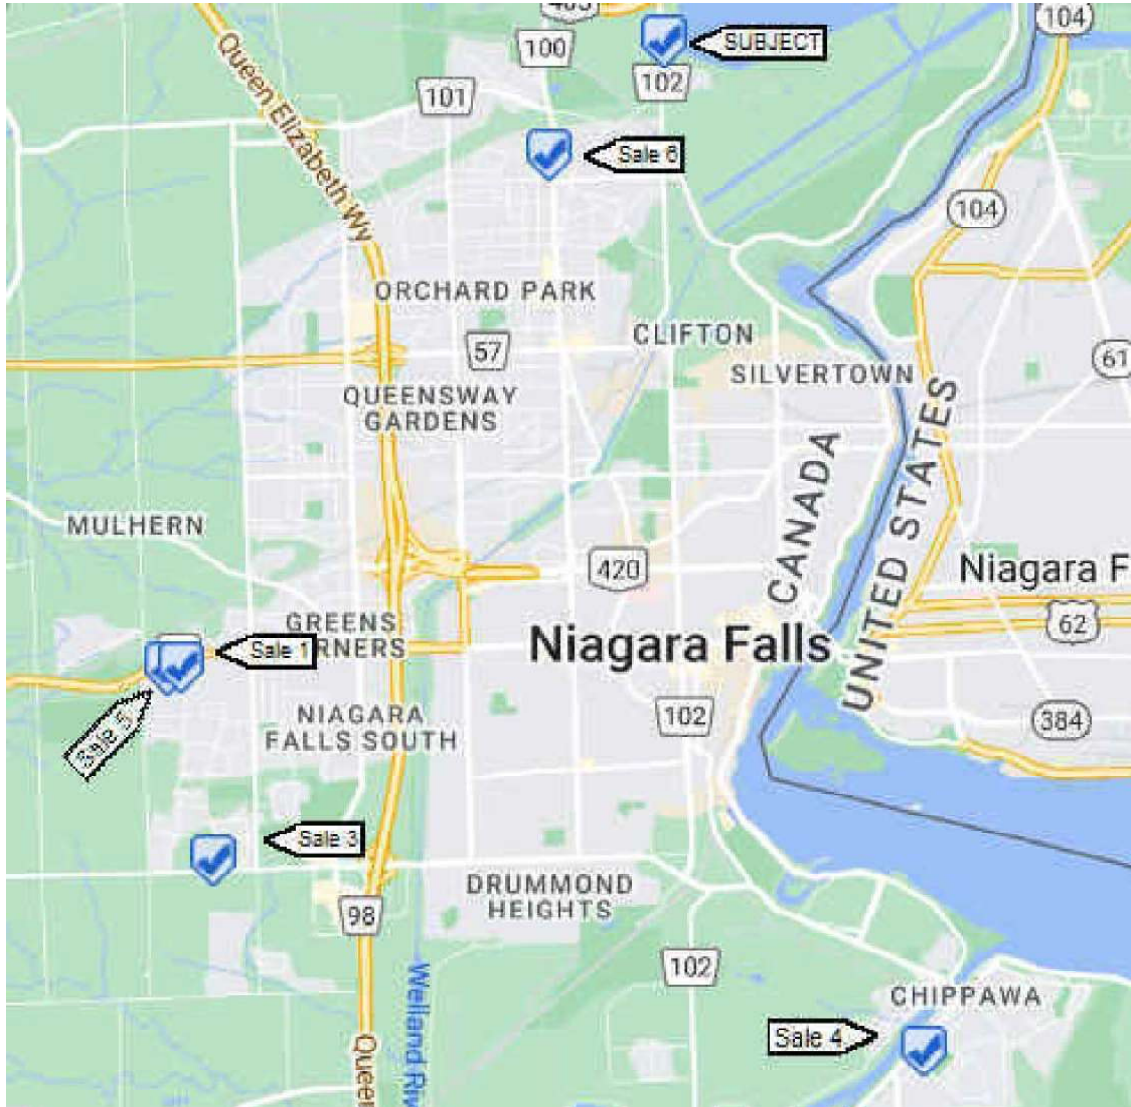 405
104
100
SUBJECT
102
101
Queen Elizabeth Wy
Sale 6
104
ORCHARD PARK
CLIFTON
57
61
SILVERTOWN
QUEENSWAY
GARDENS
CANADA
UNITED STATES
MULHERN
420
Niagara F
GREENS
RNERS
Sale 1
Niagara Falls
62
Sale 5
NIAGARA
FALLS SOUTH
102
384
Sale 3
DRUMMOND
HEIGHTS
98
102
Welland Riv
CHIPPAWA
Sale 4
Queen